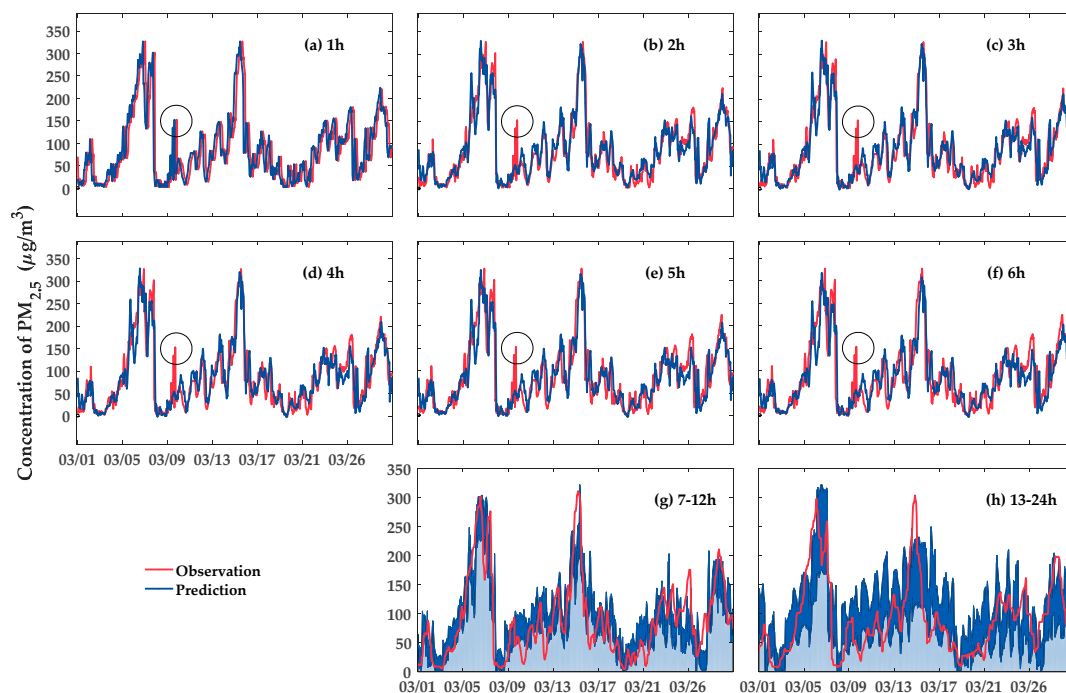 Concentration of PM2.5 (μg/m3)
350
300
250
200
150
100
50
0
(a) 1h
(b) 2h
(c) 3h
350
300
250
200
150
100
50
0
(d) 4h
(e) 5h
(f) 6h
03/01 03/05 03/09 03/13 03/17 03/21 03/26
350
300
250
200
150
100
50
0
(g) 7-12h
(h) 13-24h
Observation
Prediction
03/01 03/05 03/09 03/13 03/17 03/21 03/26 03/01 03/05 03/09 03/13 03/17 03/21 03/26